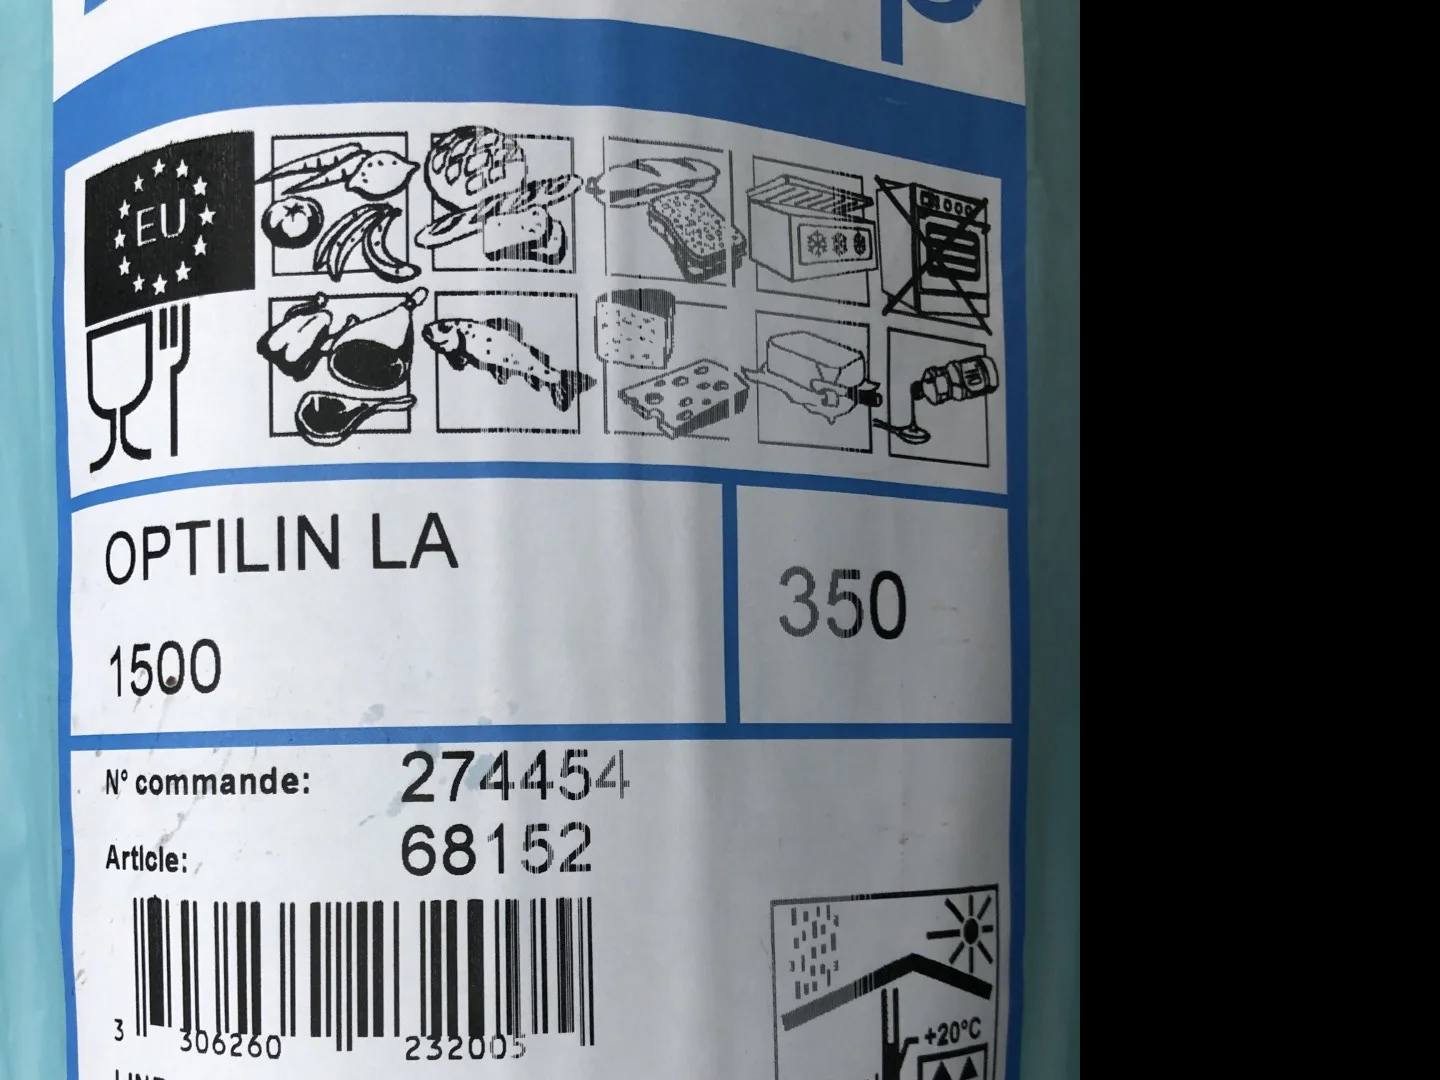 EU
OPTILIN LA
1500
350
N° commande: 274454
Article: 68152
3 306260 232005
+20°C